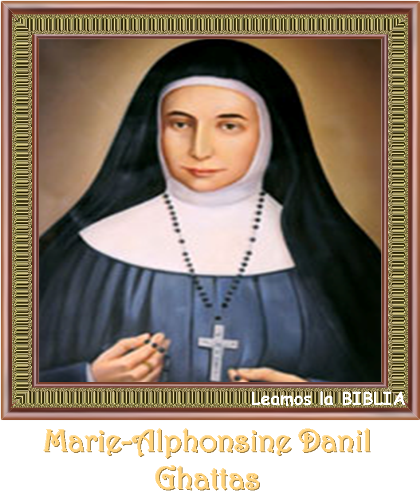 Leamos la BIBLIA
Marie-Alphonsine Danil
Ghattas